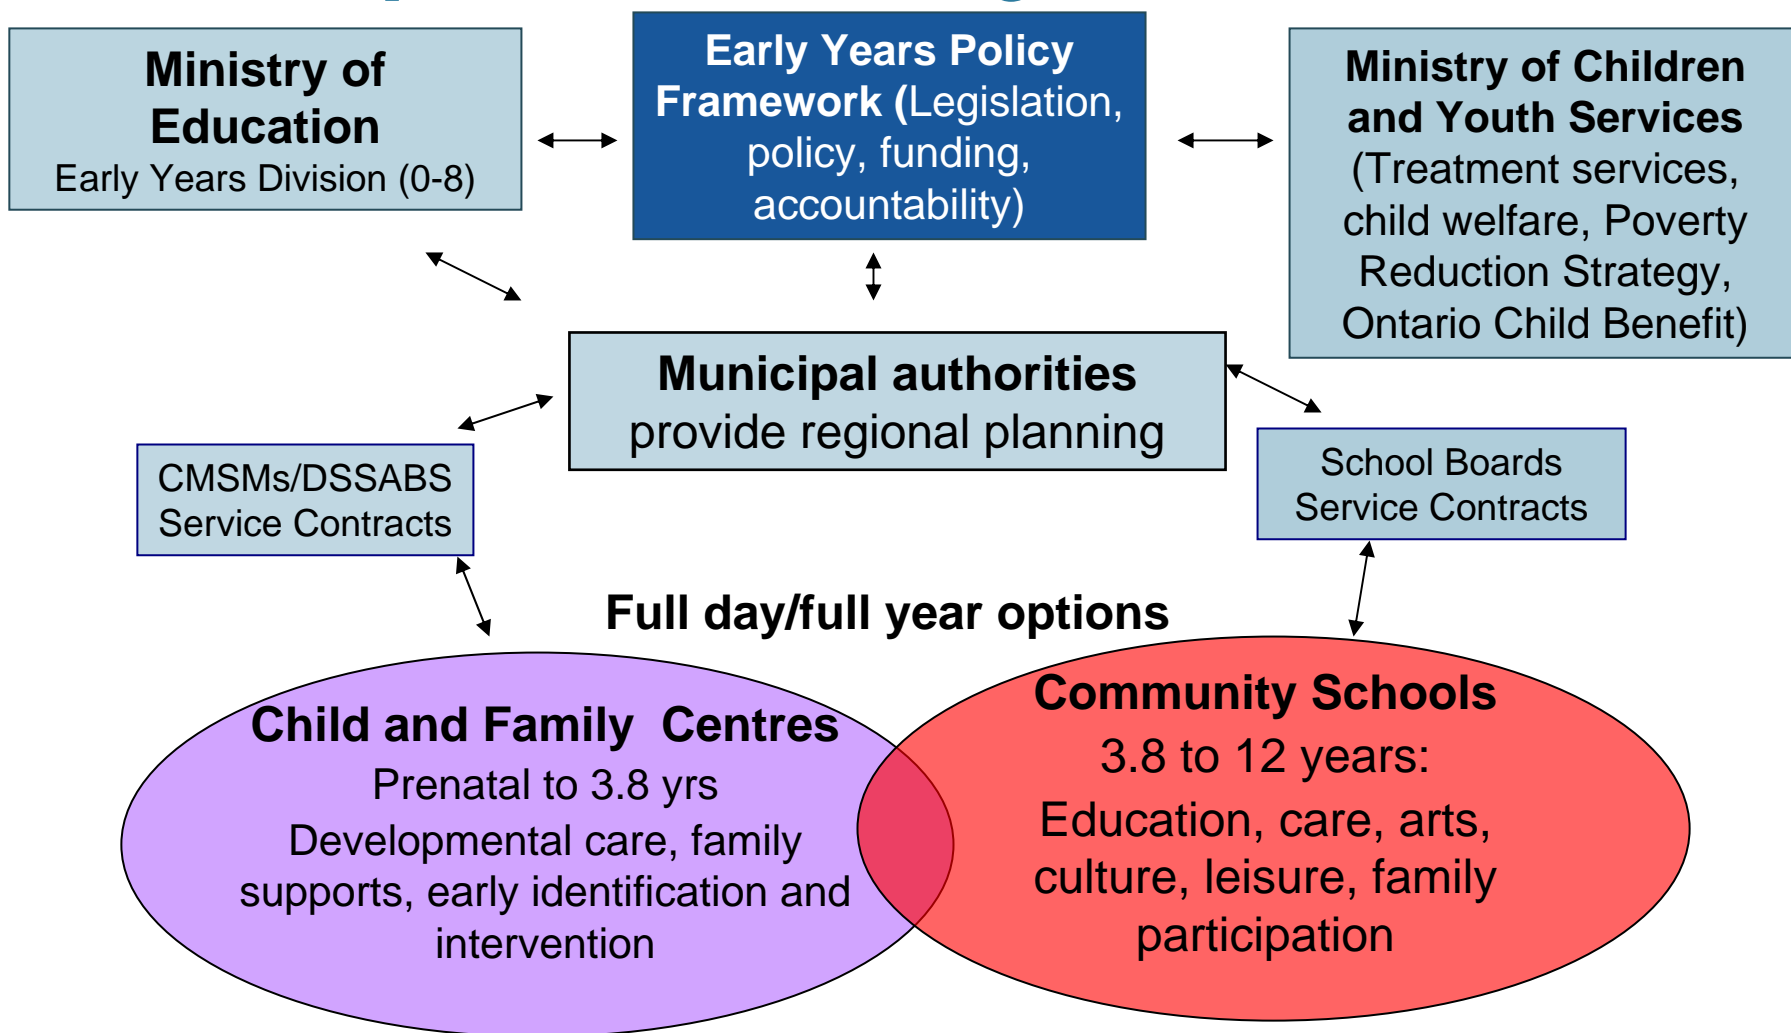 Ministry of
Education
Early Years Division (0-8)
Early Years Policy
Framework (Legislation,
policy, funding,
accountability)
Ministry of Children
and Youth Services
(Treatment services,
child welfare, Poverty
Reduction Strategy,
Ontario Child Benefit)
Municipal authorities
provide regional planning
CMSMs/DSSABS
Service Contracts
School Boards
Service Contracts
Full day/full year options
Child and Family  Centres
Prenatal to 3.8 yrs
Developmental care, family
supports, early identification and
intervention
Community Schools
3.8 to 12 years:
Education, care, arts,
culture, leisure, family
participation